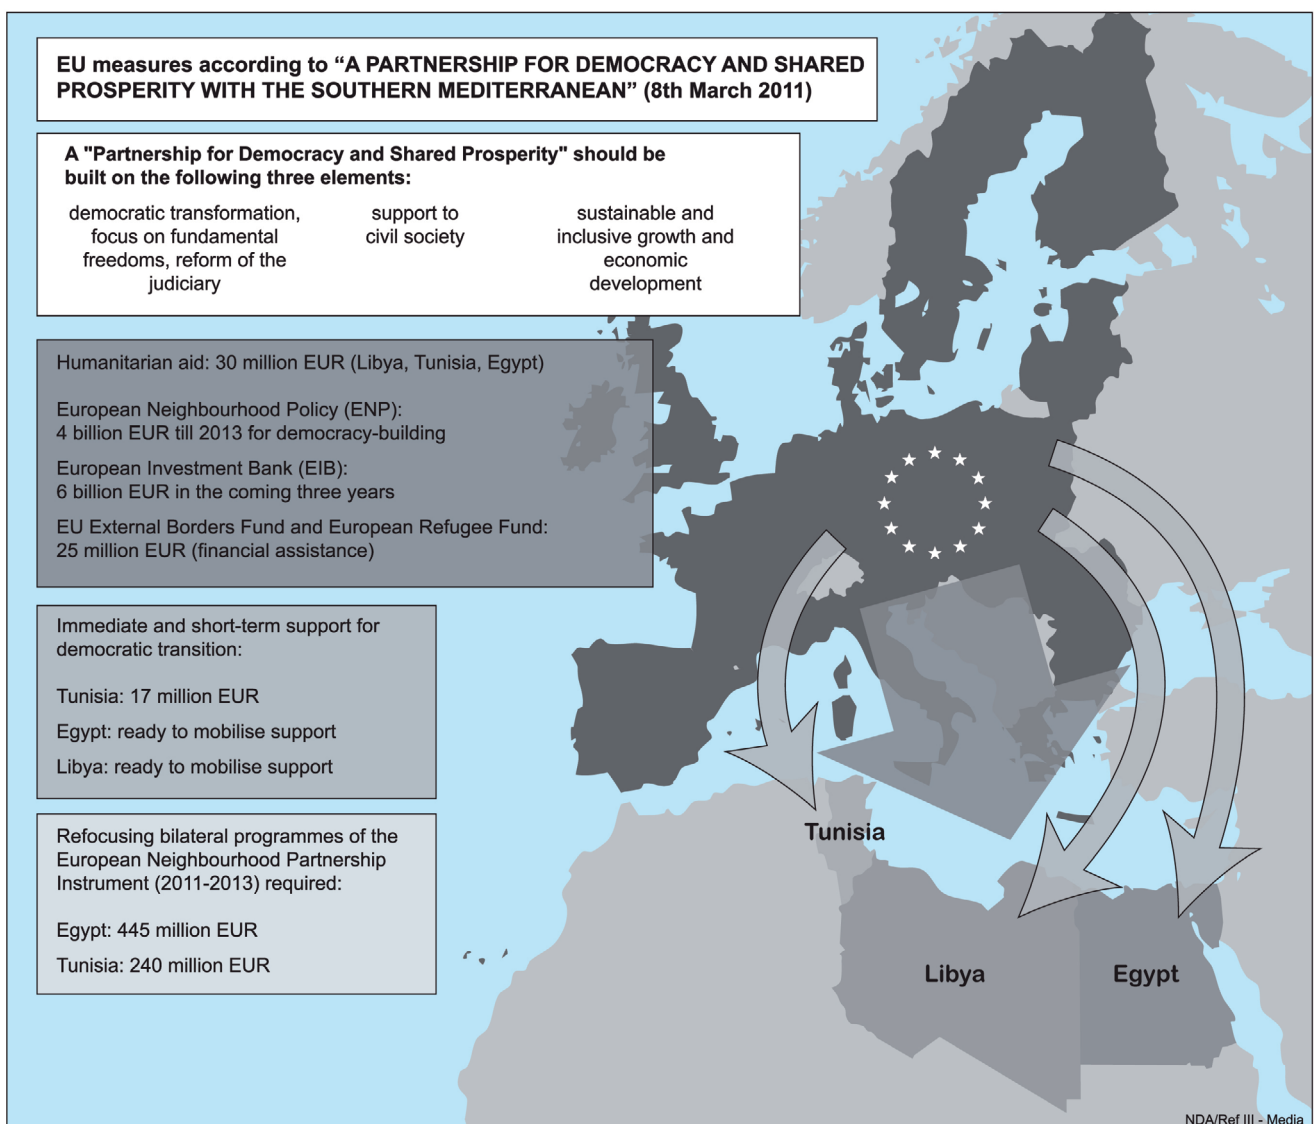 EU measures according to “A PARTNERSHIP FOR DEMOCRACY AND SHARED
PROSPERITY WITH THE SOUTHERN MEDITERRANEAN” (8th March 2011)
A "Partnership for Democracy and Shared Prosperity" should be
built on the following three elements:
democratic transformation,
focus on fundamental
freedoms, reform of the
judiciary
support to
civil society
sustainable and
inclusive growth and
economic
development
Humanitarian aid: 30 million EUR (Libya, Tunisia, Egypt)
European Neighbourhood Policy (ENP):
4 billion EUR till 2013 for democracy-building
European Investment Bank (EIB):
6 billion EUR in the coming three years
EU External Borders Fund and European Refugee Fund:
25 million EUR (financial assistance)
Immediate and short-term support for
democratic transition:
Tunisia: 17 million EUR
Egypt: ready to mobilise support
Libya: ready to mobilise support
Refocusing bilateral programmes of the
European Neighbourhood Partnership
Instrument (2011-2013) required:
Egypt: 445 million EUR
Tunisia: 240 million EUR
Tunisia
Libya
Egypt
NDA/Ref III - Media